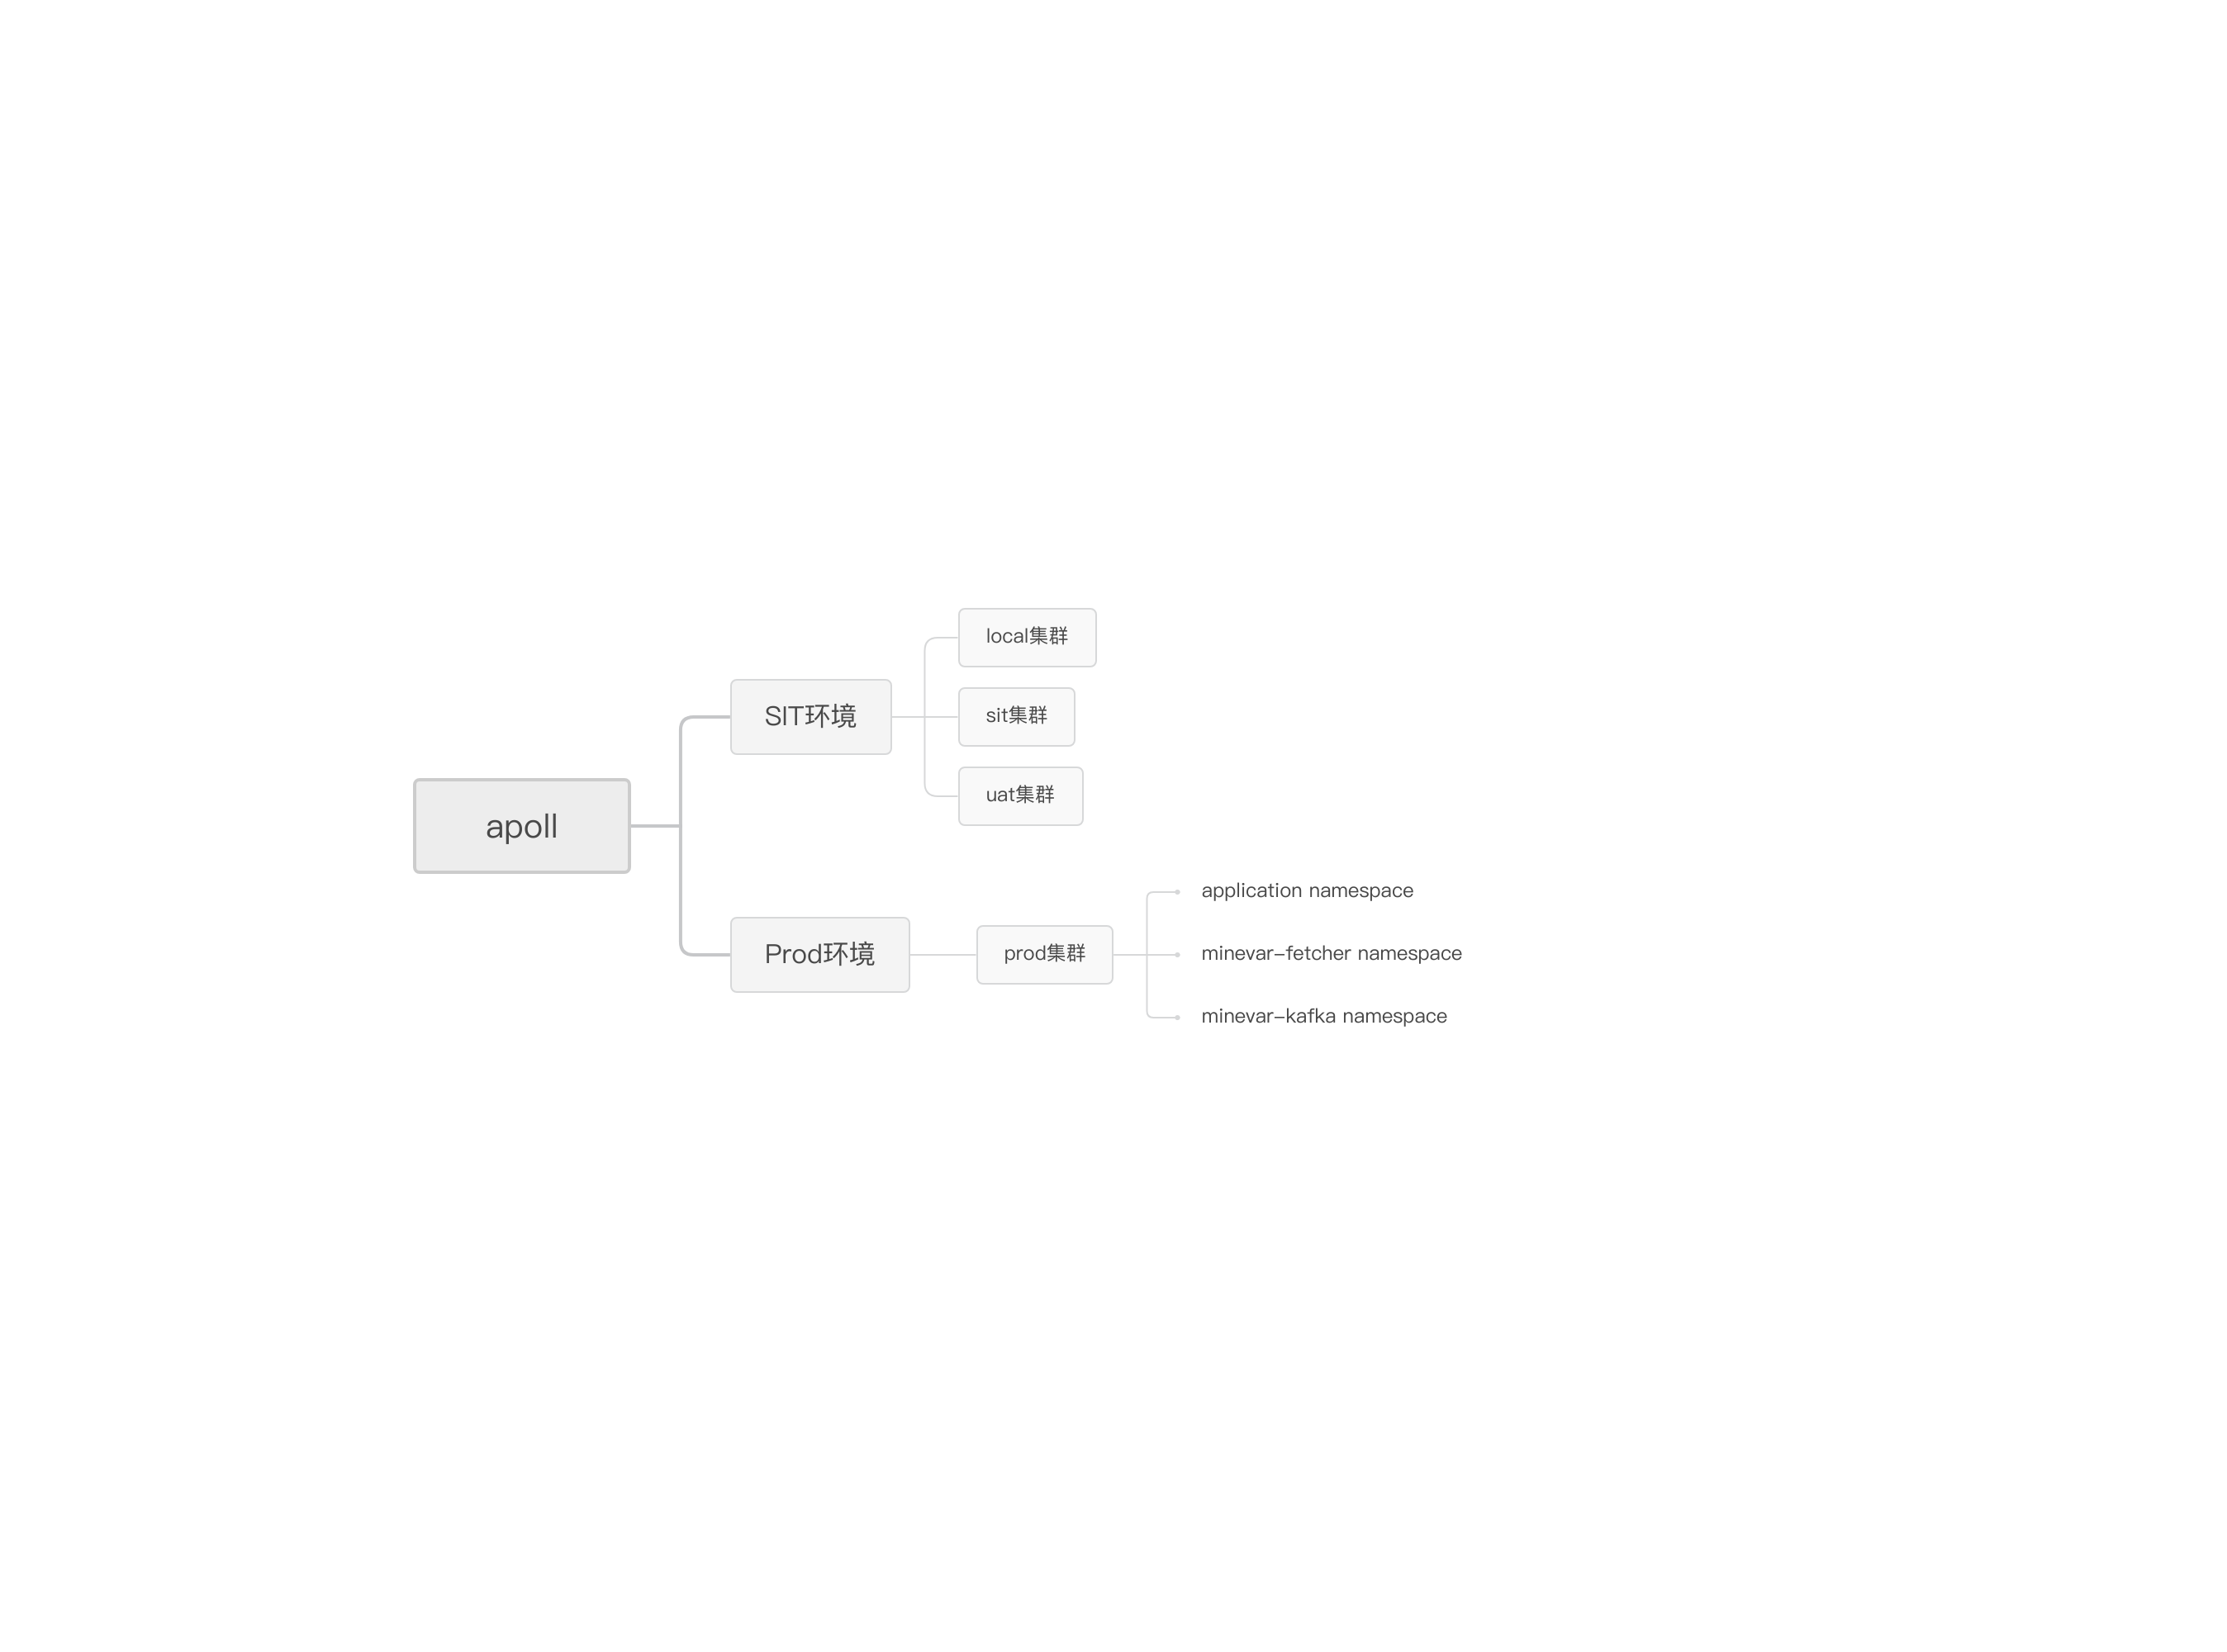 apoll
SIT环境
local集群
sit集群
uat集群
Prod环境
prod集群
application namespace
minevar-fetcher namespace
minevar-kafka namespace